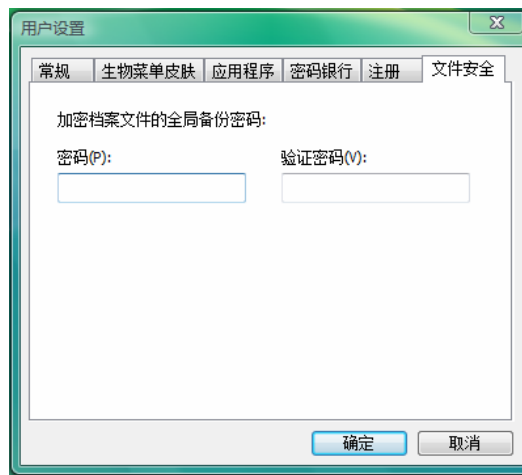 用户设置
常规 生物菜单皮肤 应用程序 密码银行 注册 文件安全
加密档案文件的全局备份密码:
密码(P): 验证密码(V):
确定 取消